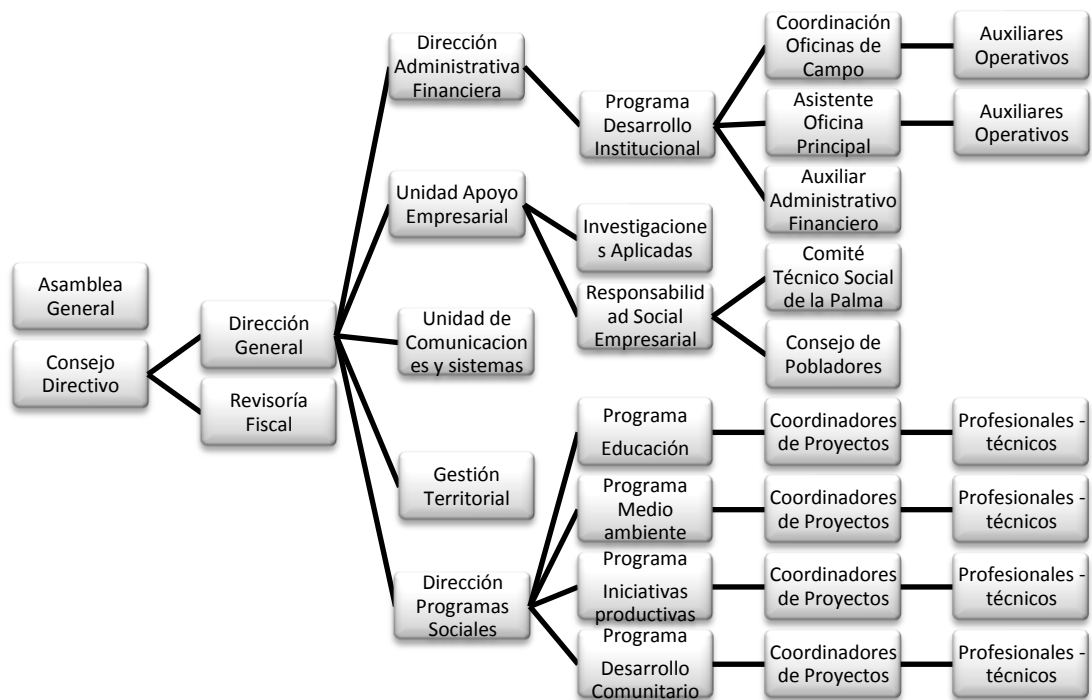 Asamblea
General
Consejo
Directivo
Dirección
General
Revisoría
Fiscal
Dirección
Administrativa
Financiera
Programa
Desarrollo
Institucional
Coordinación
Oficinas de
Campo
Auxiliares
Operativos
Asistente
Oficina
Principal
Auxiliares
Operativos
Auxiliar
Administrativo
Financiero
Unidad Apoyo
Empresarial
Investigacione
s Aplicadas
Responsabilid
ad Social
Empresarial
Comité
Técnico Social
de la Palma
Consejo de
Pobladores
Unidad de
Comunicacion
es y sistemas
Gestión
Territorial
Dirección
Programas
Sociales
Programa
Educación
Coordinadores
de Proyectos
Profesionales -
técnicos
Programa
Medio
ambiente
Coordinadores
de Proyectos
Profesionales -
técnicos
Programa
Iniciativas
productivas
Coordinadores
de Proyectos
Profesionales -
técnicos
Programa
Desarrollo
Comunitario
Coordinadores
de Proyectos
Profesionales -
técnicos